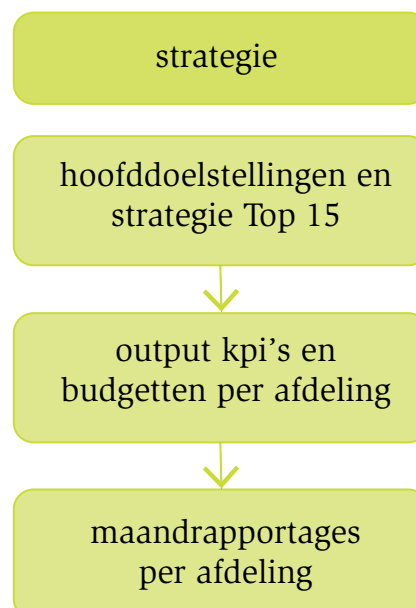 strategie
hoofddoelstellingen en
strategie Top 15
output kpi’s en
budgetten per afdeling
maandrapportages
per afdeling